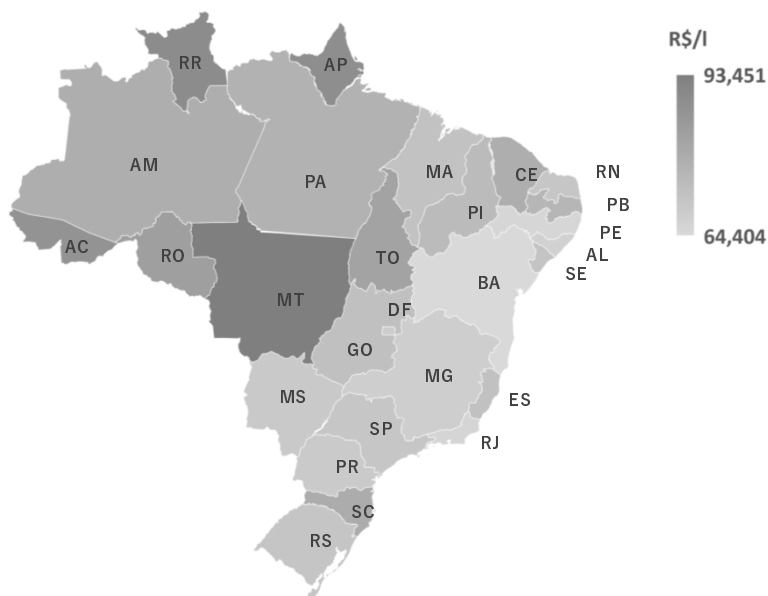 R$/l
93,451
64,404
RR
AP
AM
PA
MA
CE
RN
PB
PI
PE
AL
SE
AC
RO
TO
BA
MT
DF
GO
MG
MS
ES
SP
RJ
PR
SC
RS